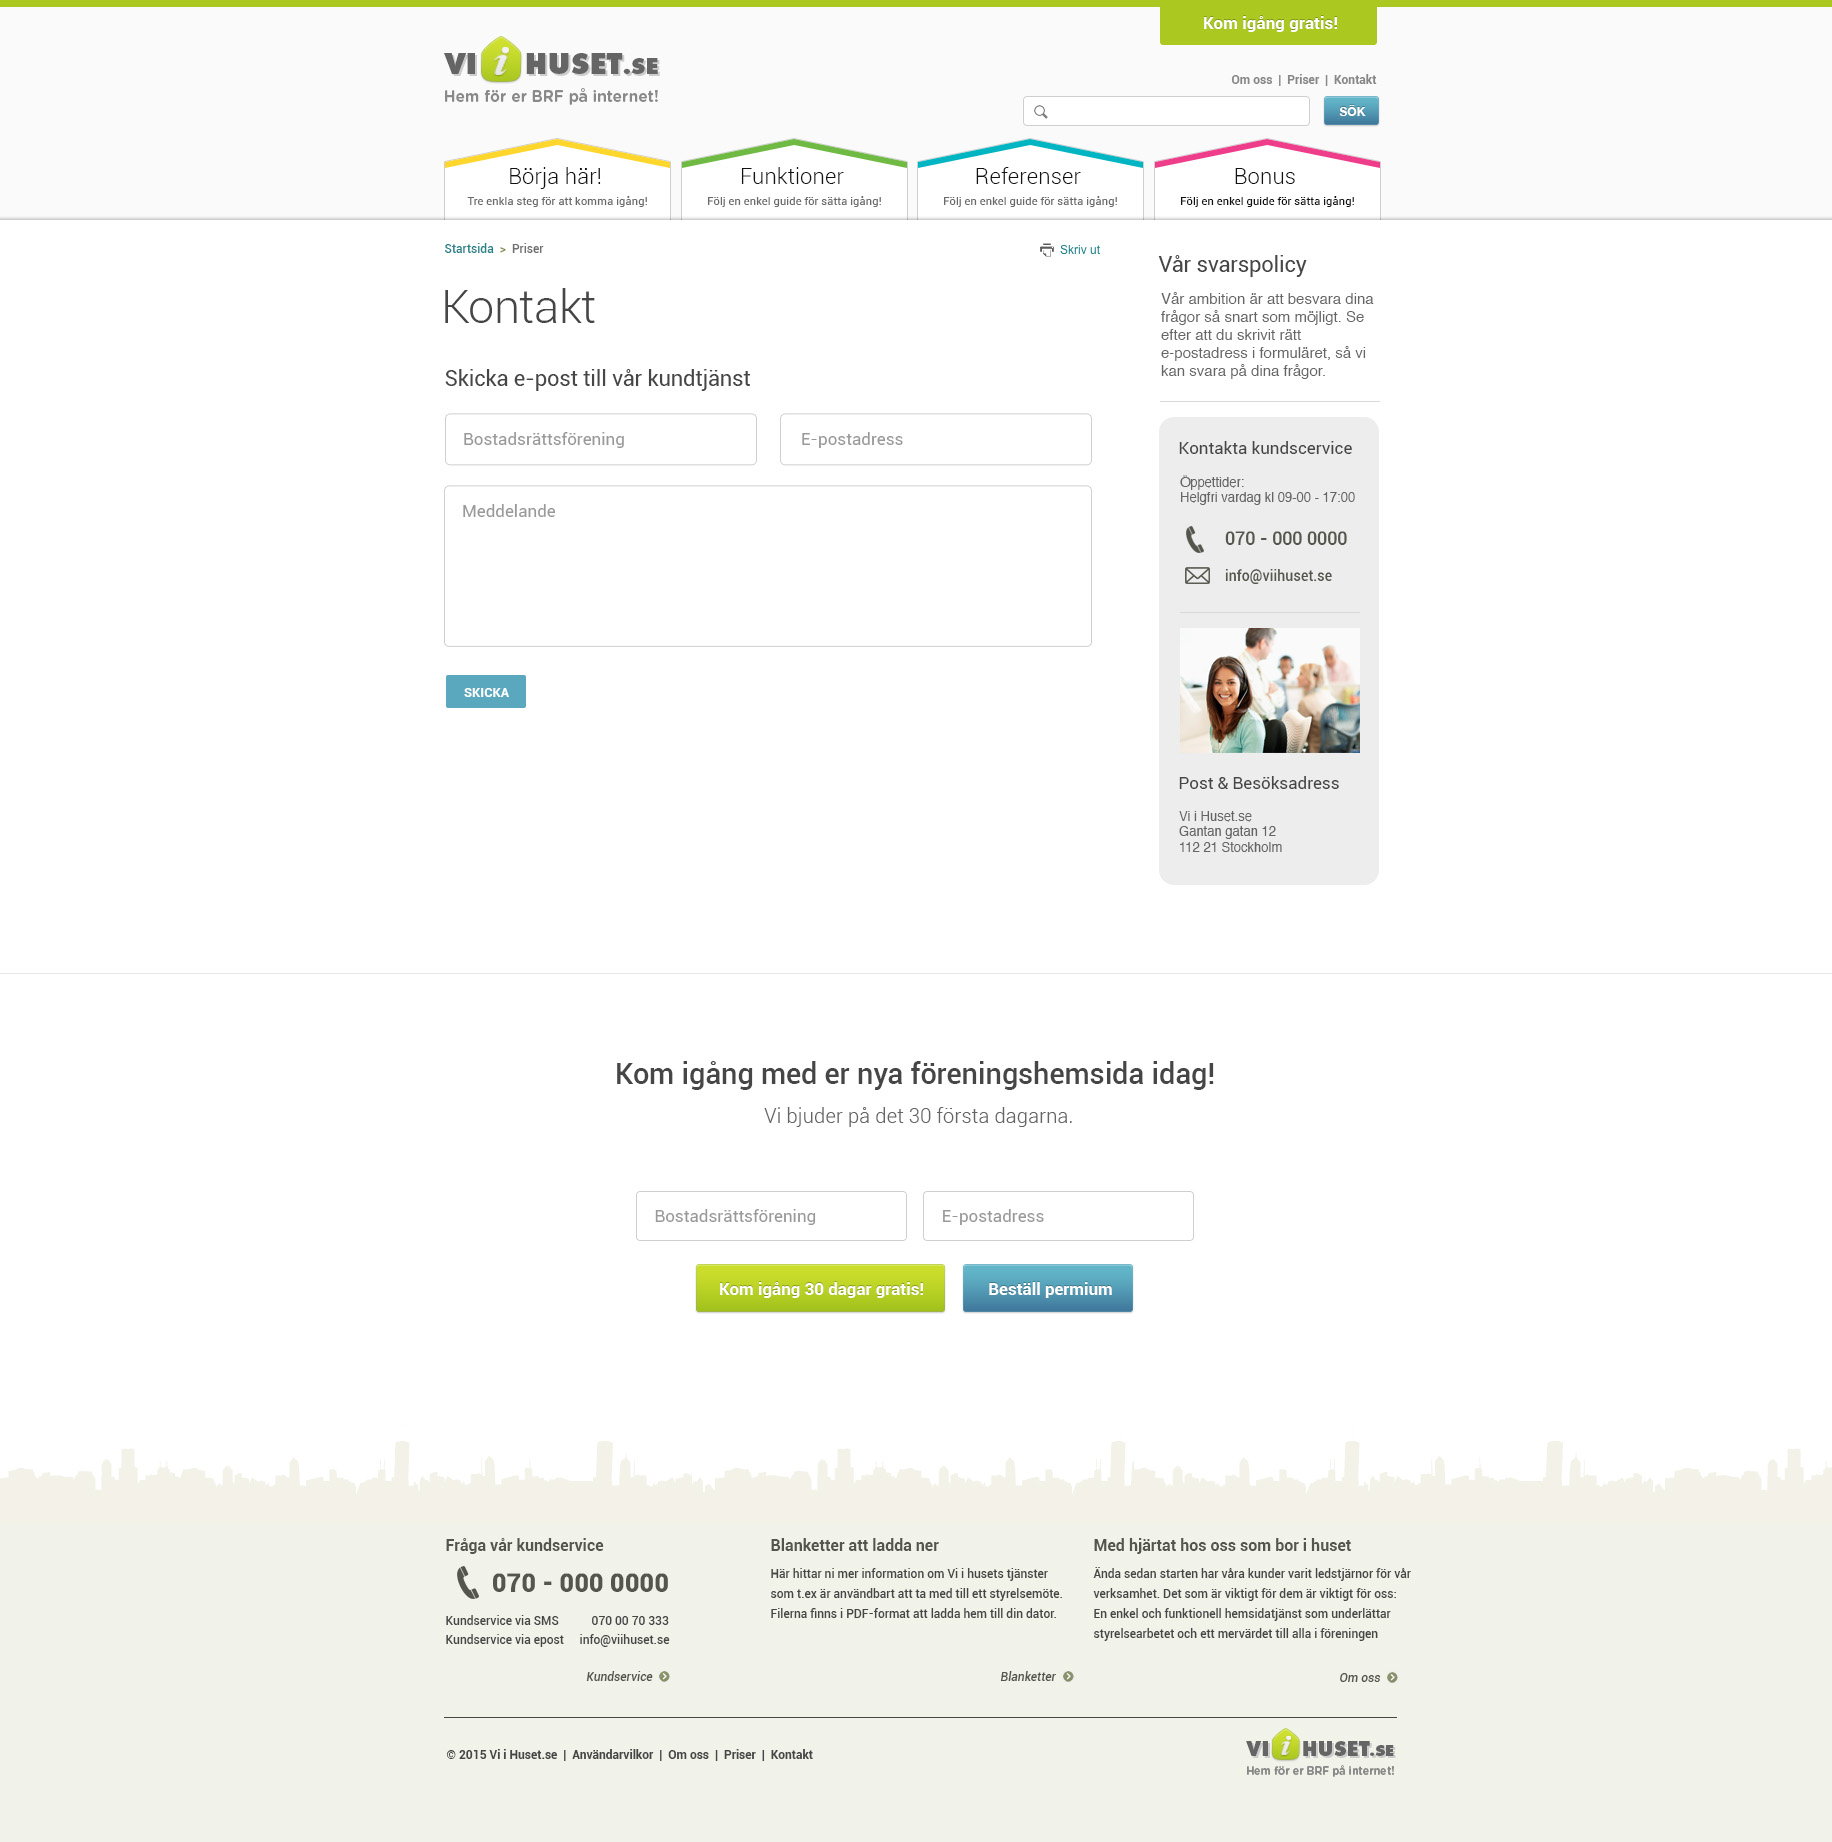 Kom igång gratis!
VI i HUSET.SE
Hem för er BRF på internet!
Om oss | Priser | Kontakt
SÖK
Börja här!
Tre enkla steg för att komma igång!
Funktioner
Följ en enkel guide för sätta igång!
Referenser
Följ en enkel guide för sätta igång!
Bonus
Följ en enkel guide för sätta igång!
Startsida > Priser
Skriv ut
Kontakt
Skicka e-post till vår kundtjänst
Bostadsrättsförening
E-postadress
Meddelande
SKICKA
Vår svarspolicy
Vår ambition är att besvara dina
frågor så snart som möjligt. Se
efter att du skrivit rätt
e-postadress i formuläret, så vi
kan svara på dina frågor.
Kontakta kundscervice
Öppettider:
Helgfri vardag kl 09-00 - 17:00
070 - 000 0000
info@viihuset.se
Post & Besöksadress
Vi i Huset.se
Gantan gatan 12
112 21 Stockholm
Kom igång med er nya föreningshemsida idag!
Vi bjuder på det 30 första dagarna.
Bostadsrättsförening
E-postadress
Kom igång 30 dagar gratis!
Beställ permium
Fråga vår kundservice
070 - 000 0000
Kundservice via SMS 070 00 70 333
Kundservice via epost info@viihuset.se
Kundservice
Blanketter att ladda ner
Här hittar ni mer information om Vi i husets tjänster
som t.ex är användbart att ta med till ett styrelsemöte.
Filerna finns i PDF-format att ladda hem till din dator.
Blanketter
Med hjärtat hos oss som bor i huset
Ända sedan starten har våra kunder varit ledstjärnor för vår
verksamhet. Det som är viktigt för dem är viktigt för oss:
En enkel och funktionell hemsidatjänst som underlättar
styrelsearbetet och ett mervärdet till alla i föreningen
Om oss
© 2015 Vi i Huset.se | Användarvilkor | Om oss | Priser | Kontakt
VI i HUSET.SE
Hem för er BRF på internet!